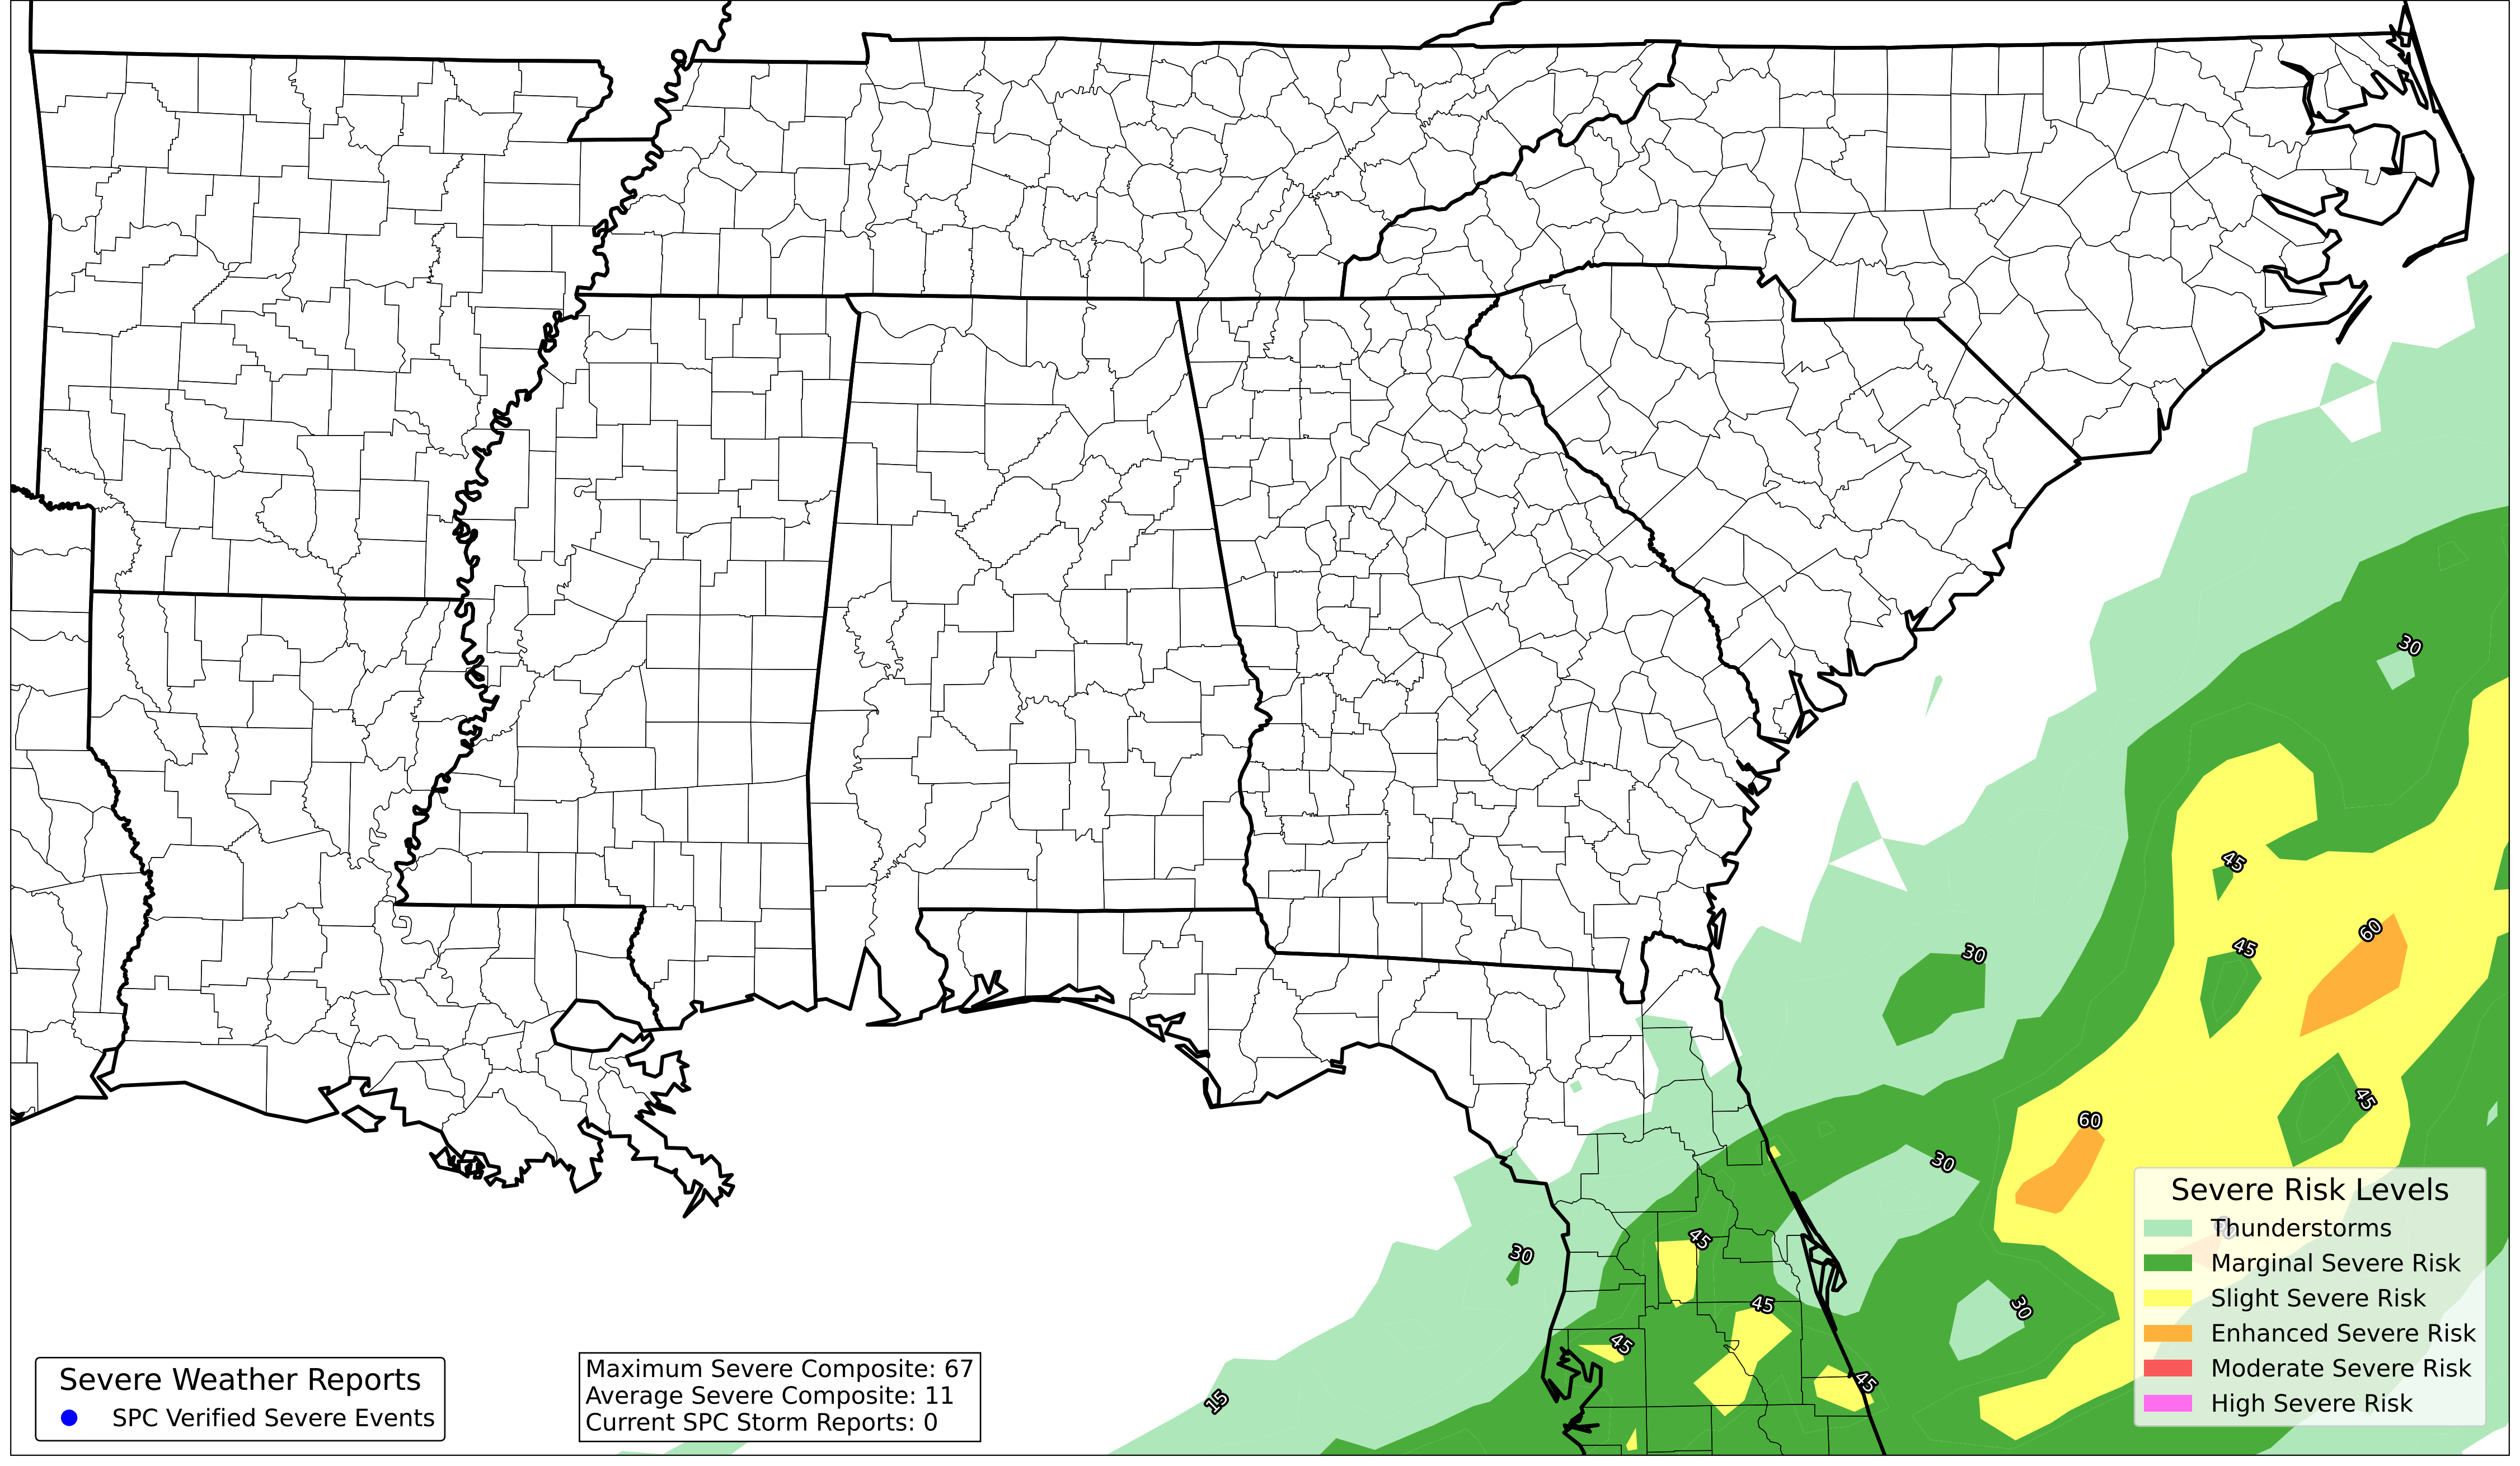 30
45
30
45
60
60
45
30
45
30
45
30
45
45
15
Severe Risk Levels
Thunderstorms
Marginal Severe Risk
Slight Severe Risk
Enhanced Severe Risk
Moderate Severe Risk
High Severe Risk
Severe Weather Reports
SPC Verified Severe Events
Maximum Severe Composite: 67
Average Severe Composite: 11
Current SPC Storm Reports: 0